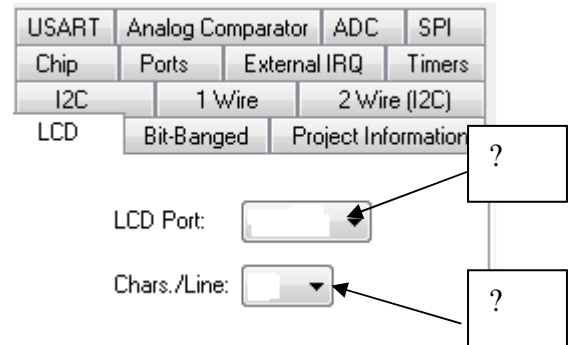 USART Analog Comparator ADC SPI
Chip Ports External IRQ Timers
I2C 1 Wire 2 Wire (I2C)
LCD Bit-Banged Project Information
?
LCD Port:
Chars./Line:
?